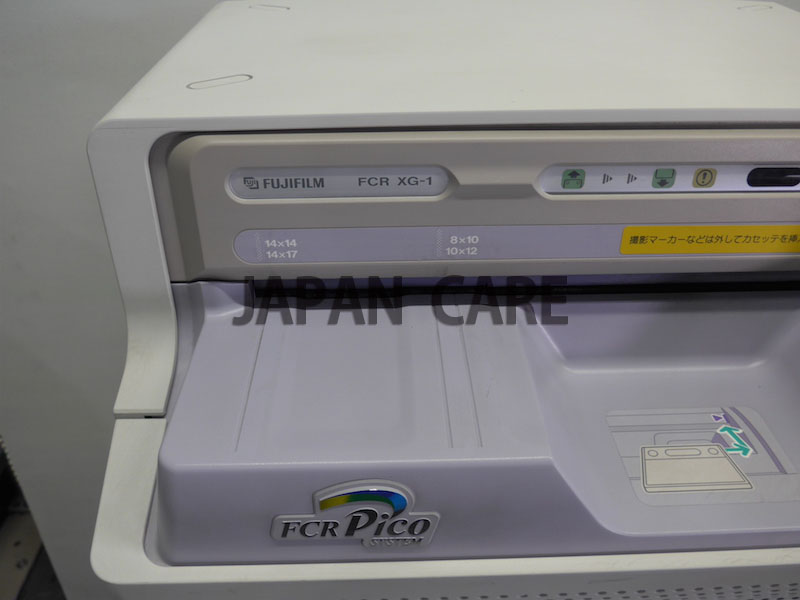 FUJIFILM FCR XG-1
14×14 8×10
14×17 10×12
撮影マーカーなどは外してカセッテを挿
JAPAN CARE
FCR Pico
SYSTEM